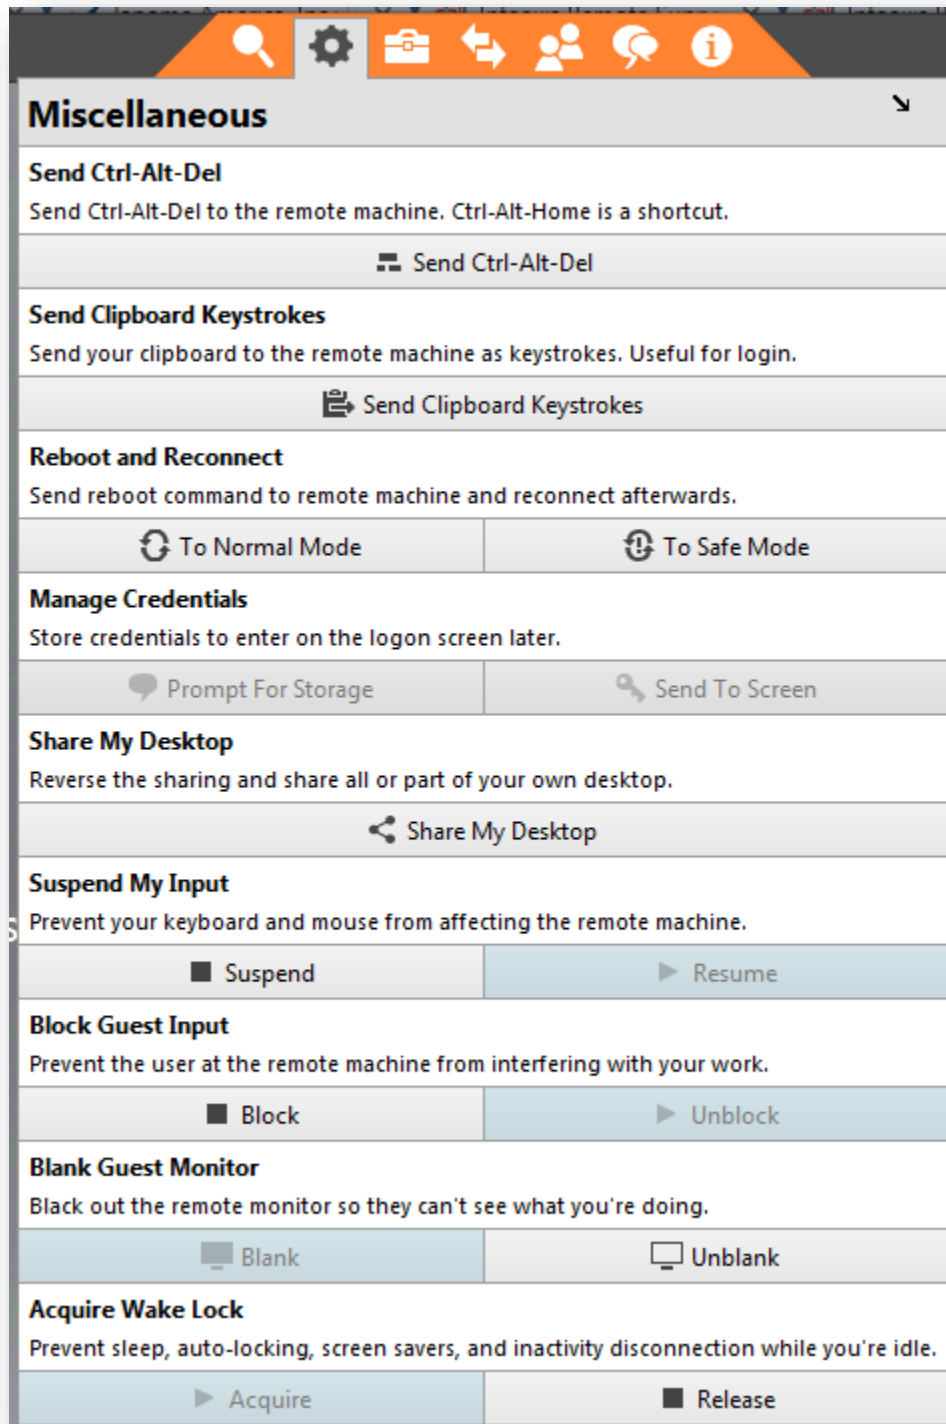 Miscellaneous
Send Ctrl-Alt-Del
Send Ctrl-Alt-Del to the remote machine. Ctrl-Alt-Home is a shortcut.
Send Ctrl-Alt-Del
Send Clipboard Keystrokes
Send your clipboard to the remote machine as keystrokes. Useful for login.
Send Clipboard Keystrokes
Reboot and Reconnect
Send reboot command to remote machine and reconnect afterwards.
To Normal Mode To Safe Mode
Manage Credentials
Store credentials to enter on the logon screen later.
Prompt For Storage Send To Screen
Share My Desktop
Reverse the sharing and share all or part of your own desktop.
Share My Desktop
Suspend My Input
Prevent your keyboard and mouse from affecting the remote machine.
Suspend Resume
Block Guest Input
Prevent the user at the remote machine from interfering with your work.
Block Unblock
Blank Guest Monitor
Black out the remote monitor so they can't see what you're doing.
Blank Unblank
Acquire Wake Lock
Prevent sleep, auto-locking, screen savers, and inactivity disconnection while you're idle.
Acquire Release